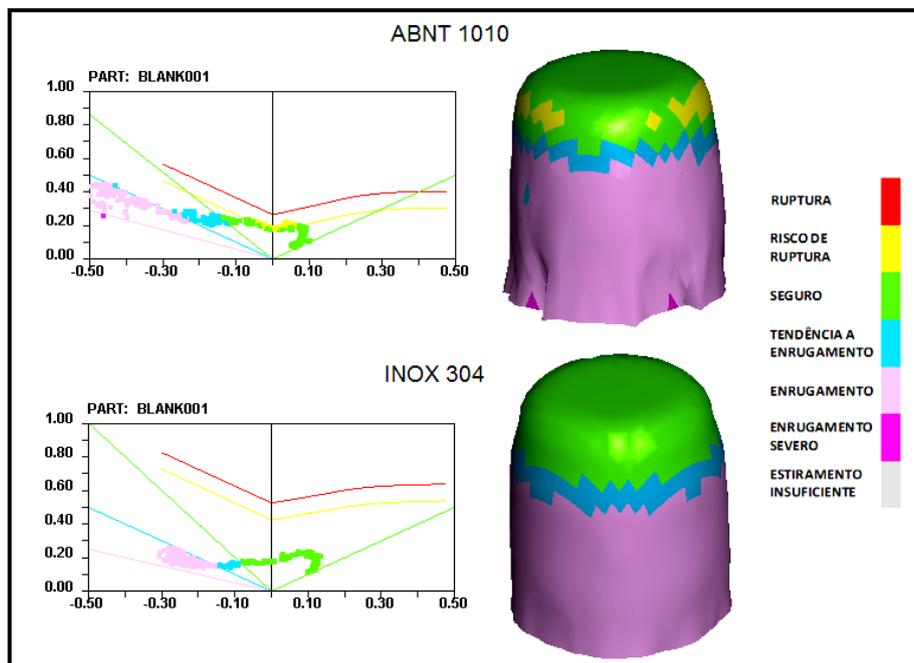 ABNT 1010
PART: BLANK001
1.00
0.80
0.60
0.40
0.20
0.00
-0.50 -0.30 -0.10 0.10 0.30 0.50
INOX 304
PART: BLANK001
1.00
0.80
0.60
0.40
0.20
0.00
-0.50 -0.30 -0.10 0.10 0.30 0.50
RUPTURA
RISCO DE
RUPTURA
SEGURO
TENDÊNCIA A
ENRUGAMENTO
ENRUGAMENTO
ENRUGAMENTO
SEVERO
ESTIRAMENTO
INSUFICIENTE